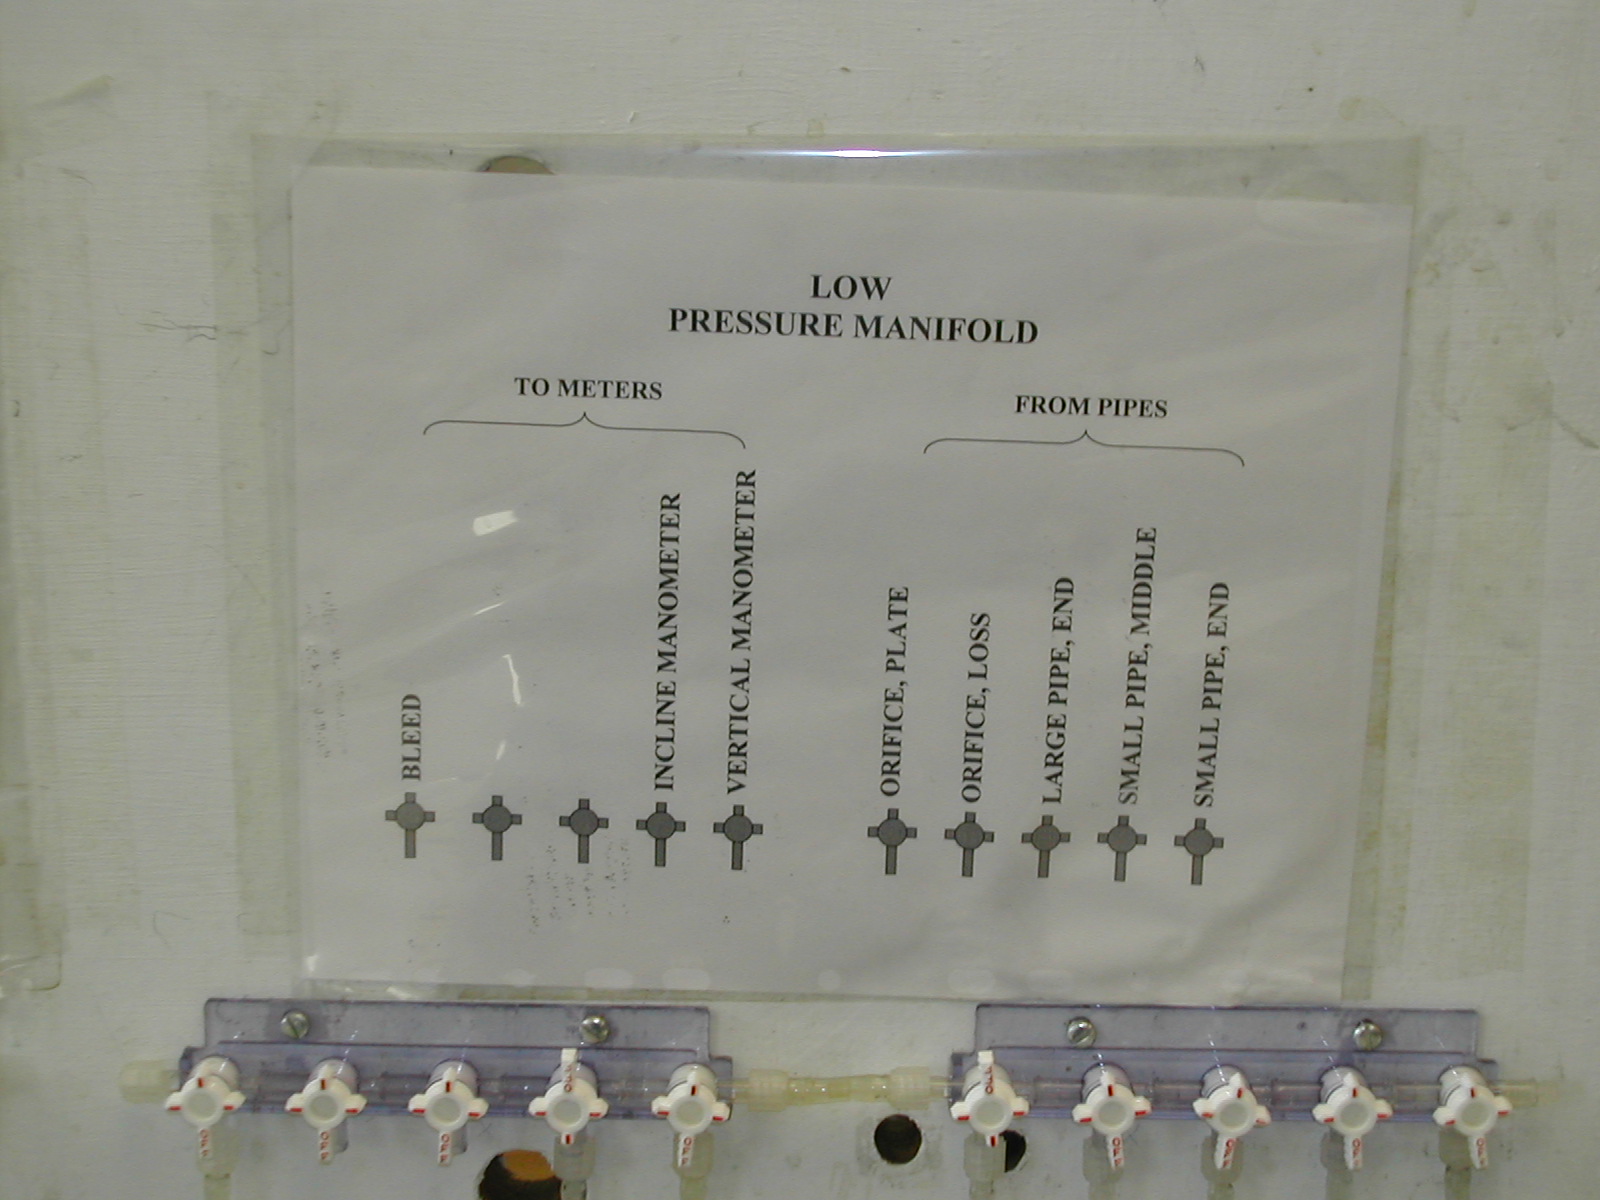 LOW
PRESSURE MANIFOLD
TO METERS
FROM PIPES
BLEED
INCLINE MANOMETER
VERTICAL MANOMETER
ORIFICE, PLATE
ORIFICE, LOSS
LARGE PIPE, END
SMALL PIPE, MIDDLE
SMALL PIPE, END